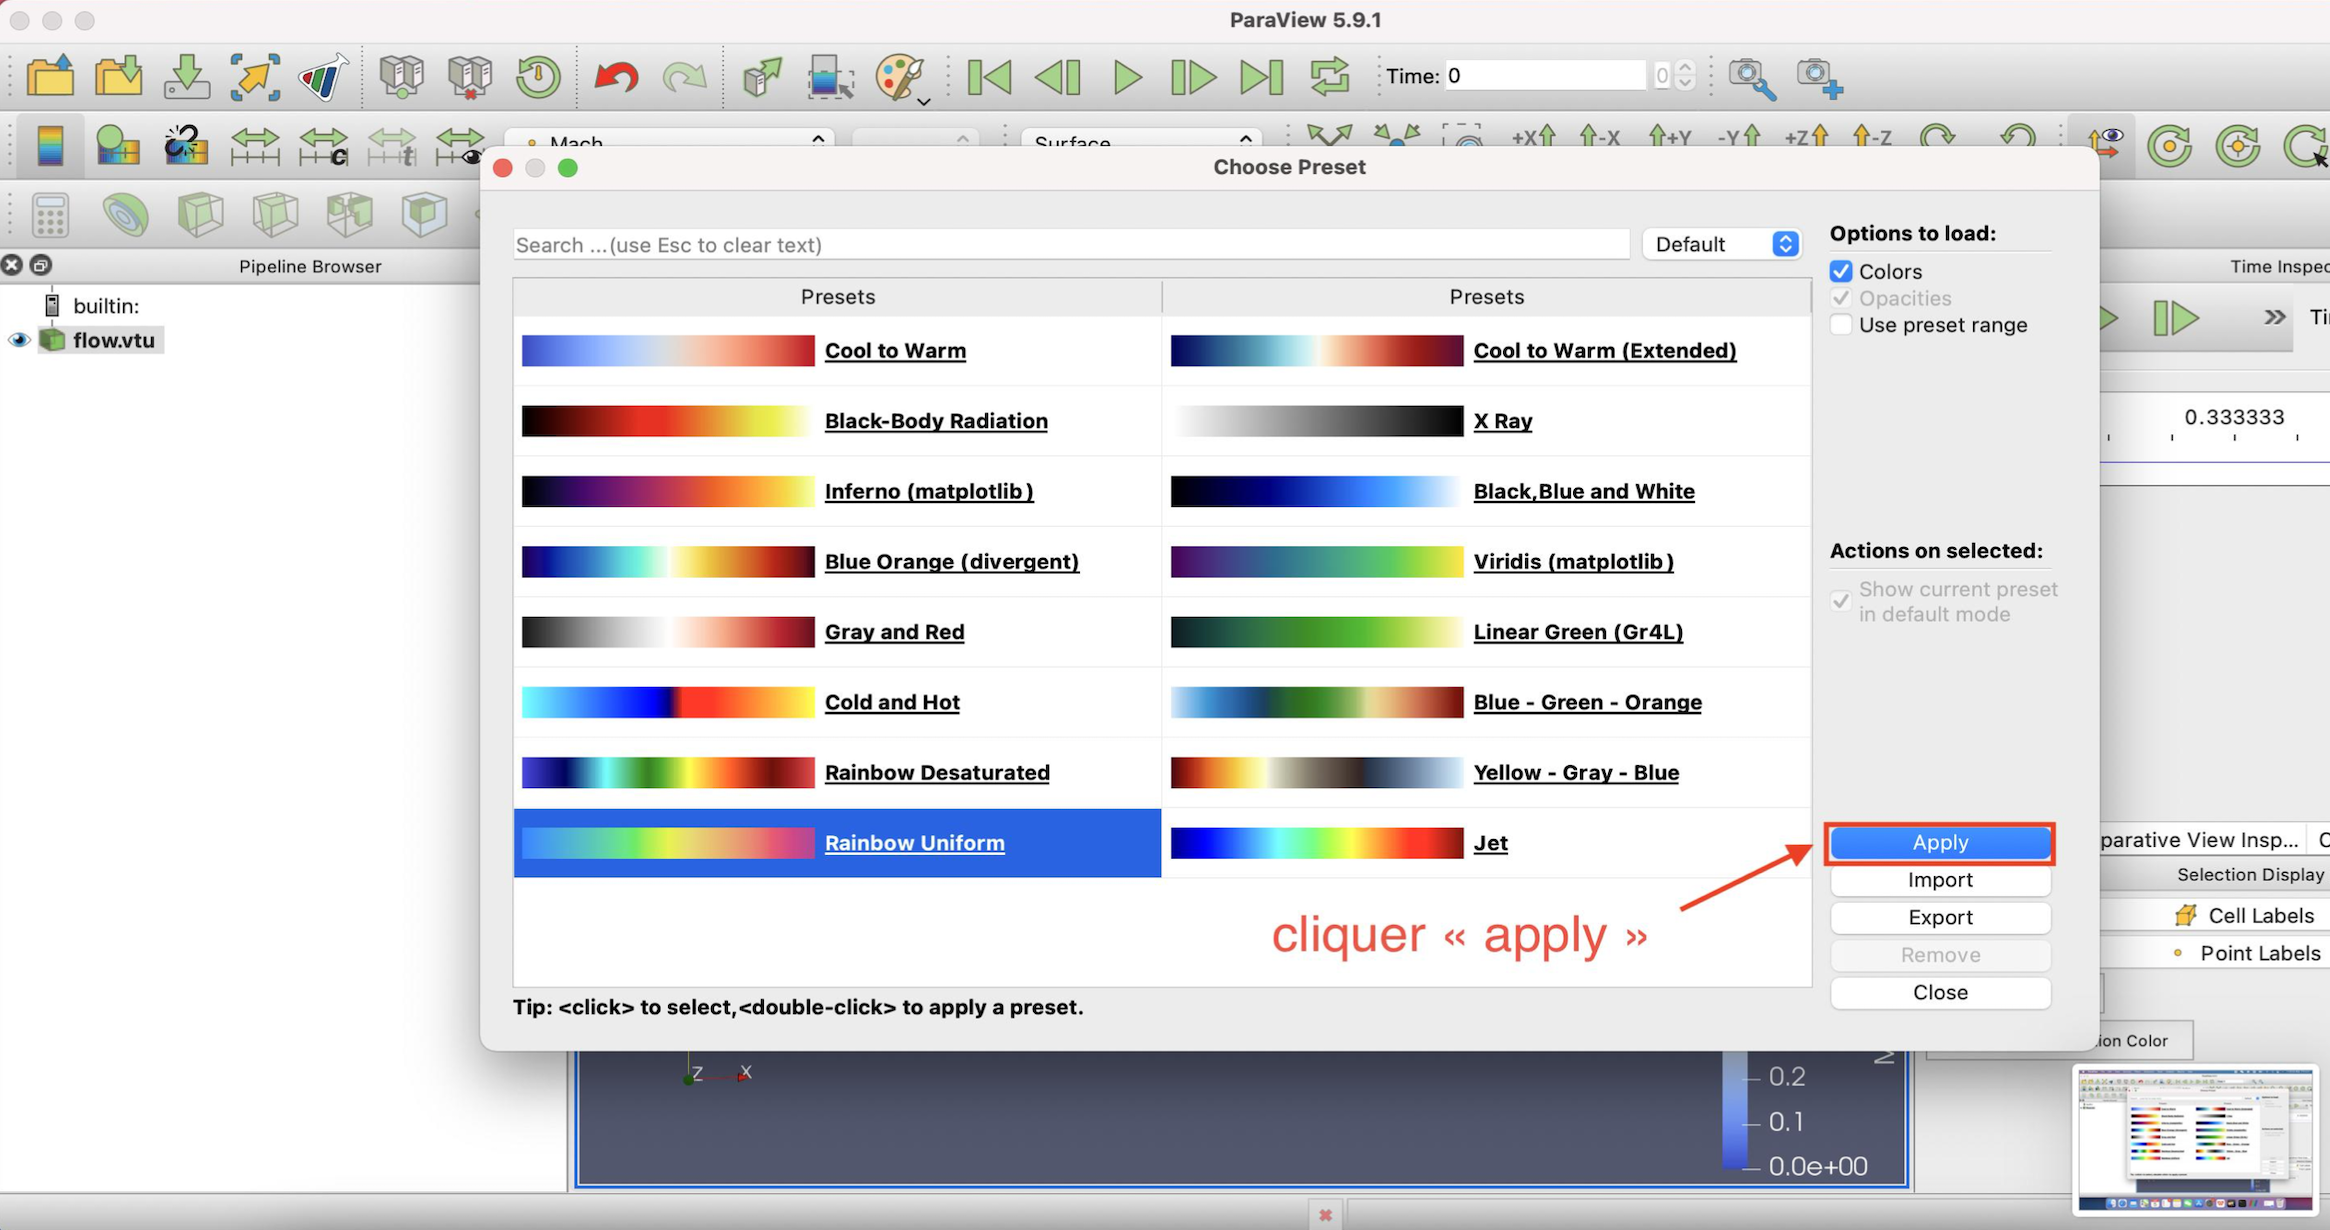 ParaView 5.9.1
Time: 0
0
Mach
Surface
+X
-X
+Y
-Y
+Z
-Z
c
t
Choose Preset
Pipeline Browser
builtin:
flow.vtu
Search ...(use Esc to clear text)
Default
Presets
Presets
Cool to Warm
Cool to Warm (Extended)
Black-Body Radiation
X Ray
Inferno (matplotlib)
Black,Blue and White
Blue Orange (divergent)
Viridis (matplotlib)
Gray and Red
Linear Green (Gr4L)
Cold and Hot
Blue - Green - Orange
Rainbow Desaturated
Yellow - Gray - Blue
Rainbow Uniform
Jet
cliquer « apply »
Tip: <click> to select,<double-click> to apply a preset.
Options to load:
Colors
Opacities
Use preset range
Actions on selected:
Show current preset
in default mode
Apply
Import
Export
Remove
Close
Time Inspec
Ti
0.333333
parative View Insp...
Selection Display
Cell Labels
Point Labels
ion Color
Z
X
0.2
0.1
0.0e+00